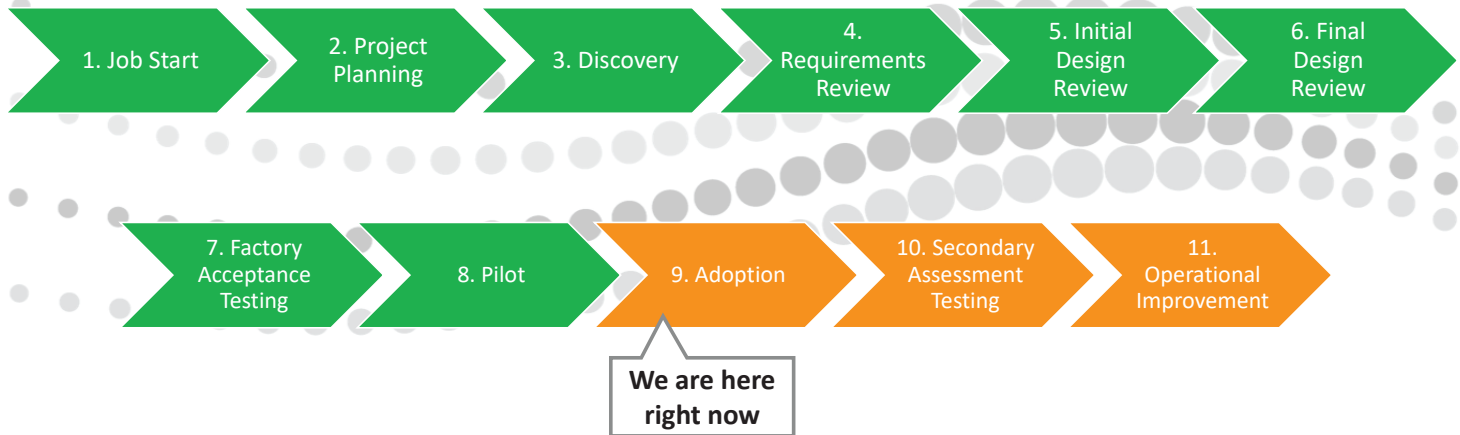 1. Job Start
2. Project
Planning
3. Discovery
4.
Requirements
Review
5. Initial
Design
Review
6. Final
Design
Review
7. Factory
Acceptance
Testing
8. Pilot
9. Adoption
10. Secondary
Assessment
Testing
11.
Operational
Improvement
We are here
right now